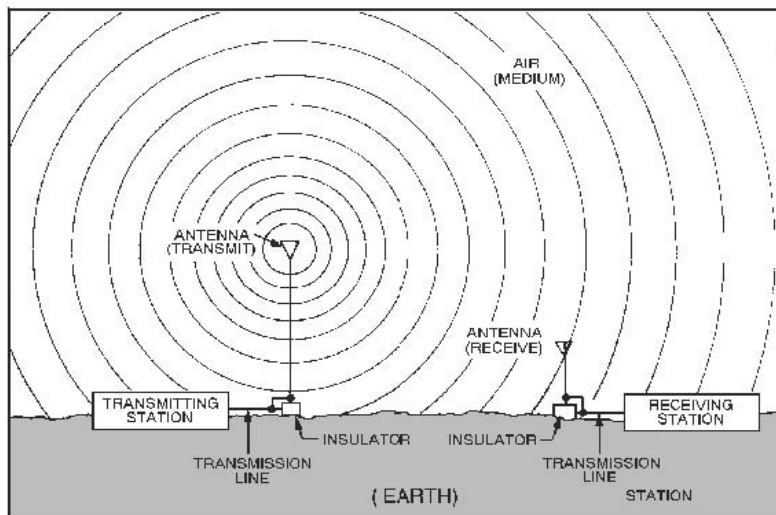 AIR
(MEDIUM)
ANTENNA
(TRANSMIT)
ANTENNA
(RECEIVE)
TRANSMITTING
STATION
RECEIVING
STATION
INSULATOR
INSULATOR
TRANSMISSION
LINE
TRANSMISSION
LINE
(EARTH)
STATION